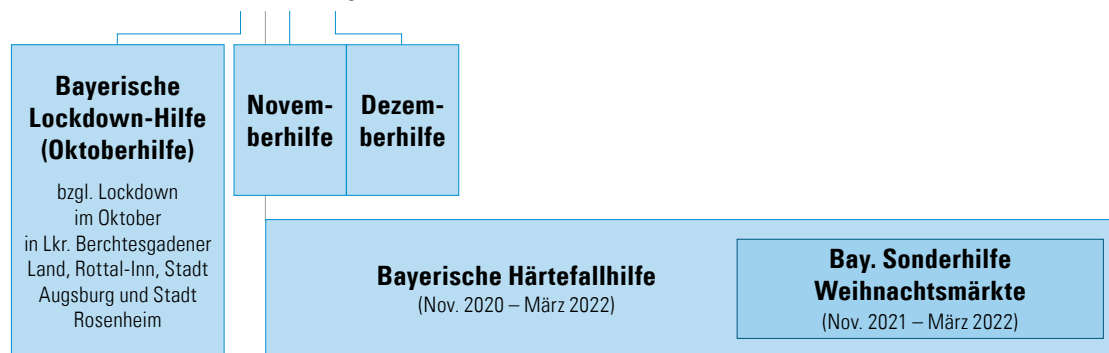 Bayerische
Lockdown-Hilfe
(Oktoberhilfe)
bzgl. Lockdown
im Oktober
in Lkr. Berchtesgadener
Land, Rottal-Inn, Stadt
Augsburg und Stadt
Rosenheim
Novem-
berhilfe
Dezem-
berhilfe
Bayerische Härtefallhilfe
(Nov. 2020 – März 2022)
Bay. Sonderhilfe
Weihnachtsmärkte
(Nov. 2021 – März 2022)